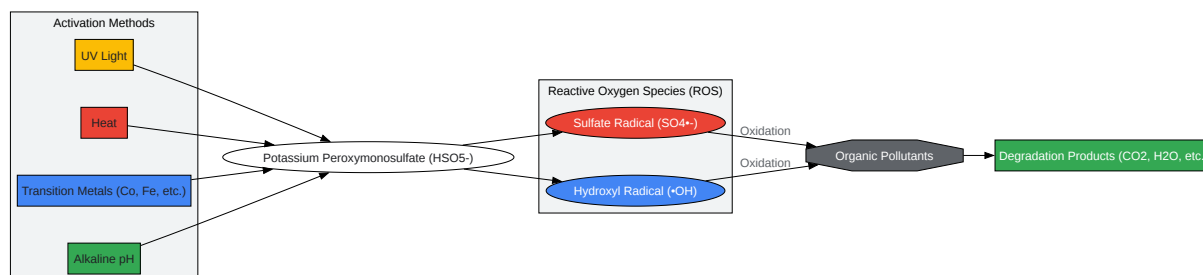 Activation Methods
UV Light
Heat
Transition Metals (Co, Fe, etc.)
Alkaline pH
Potassium Peroxymonosulfate (HSO5-)
Reactive Oxygen Species (ROS)
Sulfate Radical (SO4•-)
Hydroxyl Radical (•OH)
Oxidation
Oxidation
Organic Pollutants
Degradation Products (CO2, H2O, etc.